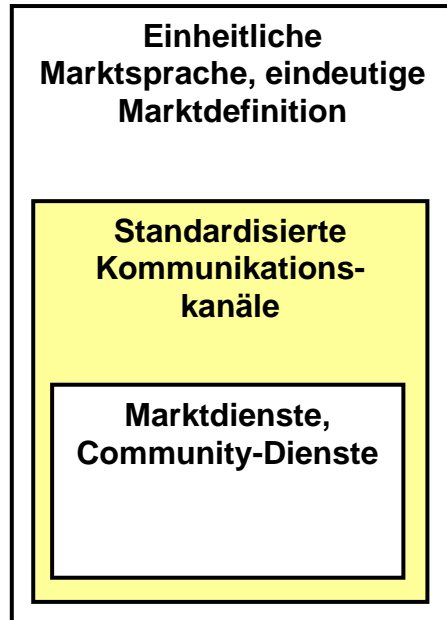 Einheitliche
Marktsprache, eindeutige
Marktdefinition
Standardisierte
Kommunikations-
kanäle
Marktdienste,
Community-Dienste